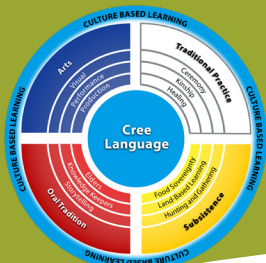 CULTURE BASED LEARNING
Arts
Visual
Performance
Production
Traditional Practice
Ceremony
Kinship
Healing
CULTURE BASED LEARNING
Cree
Language
CULTURE BASED LEARNING
Elders
Knowledge Keepers
Storytelling
Oral Tradition
Food Sovereignty
Land Based Learning
Hunting and Gathering
Subsistence
CULTURE BASED LEARNING